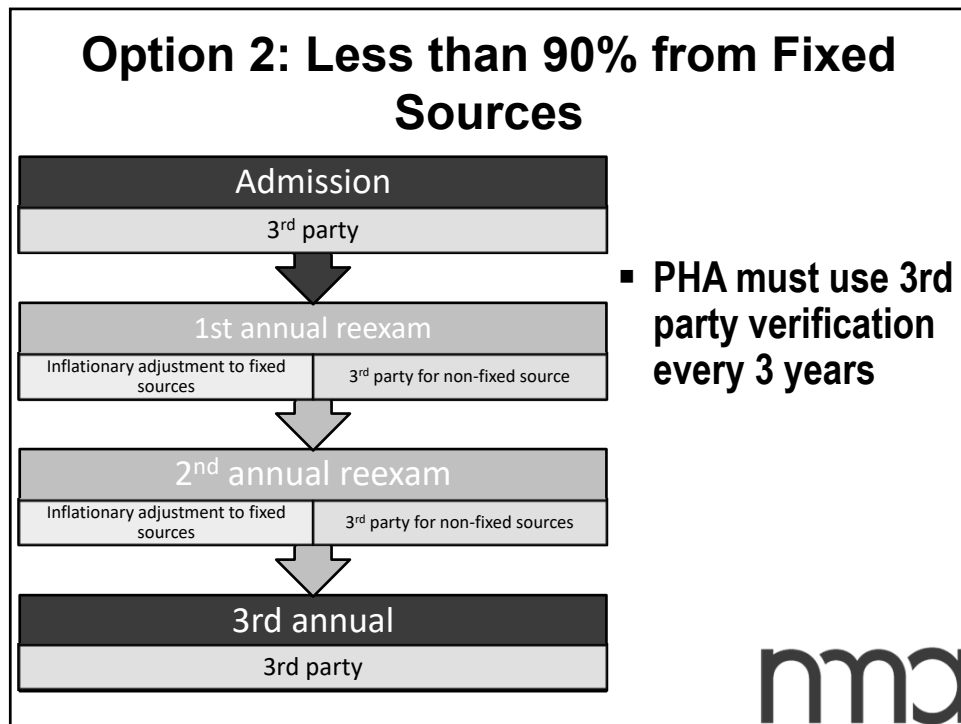 Option 2: Less than 90% from Fixed
Sources
Admission
3rd party
1st annual reexam
Inflationary adjustment to fixed
sources
3rd party for non-fixed source
2nd annual reexam
Inflationary adjustment to fixed
sources
3rd party for non-fixed sources
3rd annual
3rd party
▪ PHA must use 3rd
party verification
every 3 years
nma